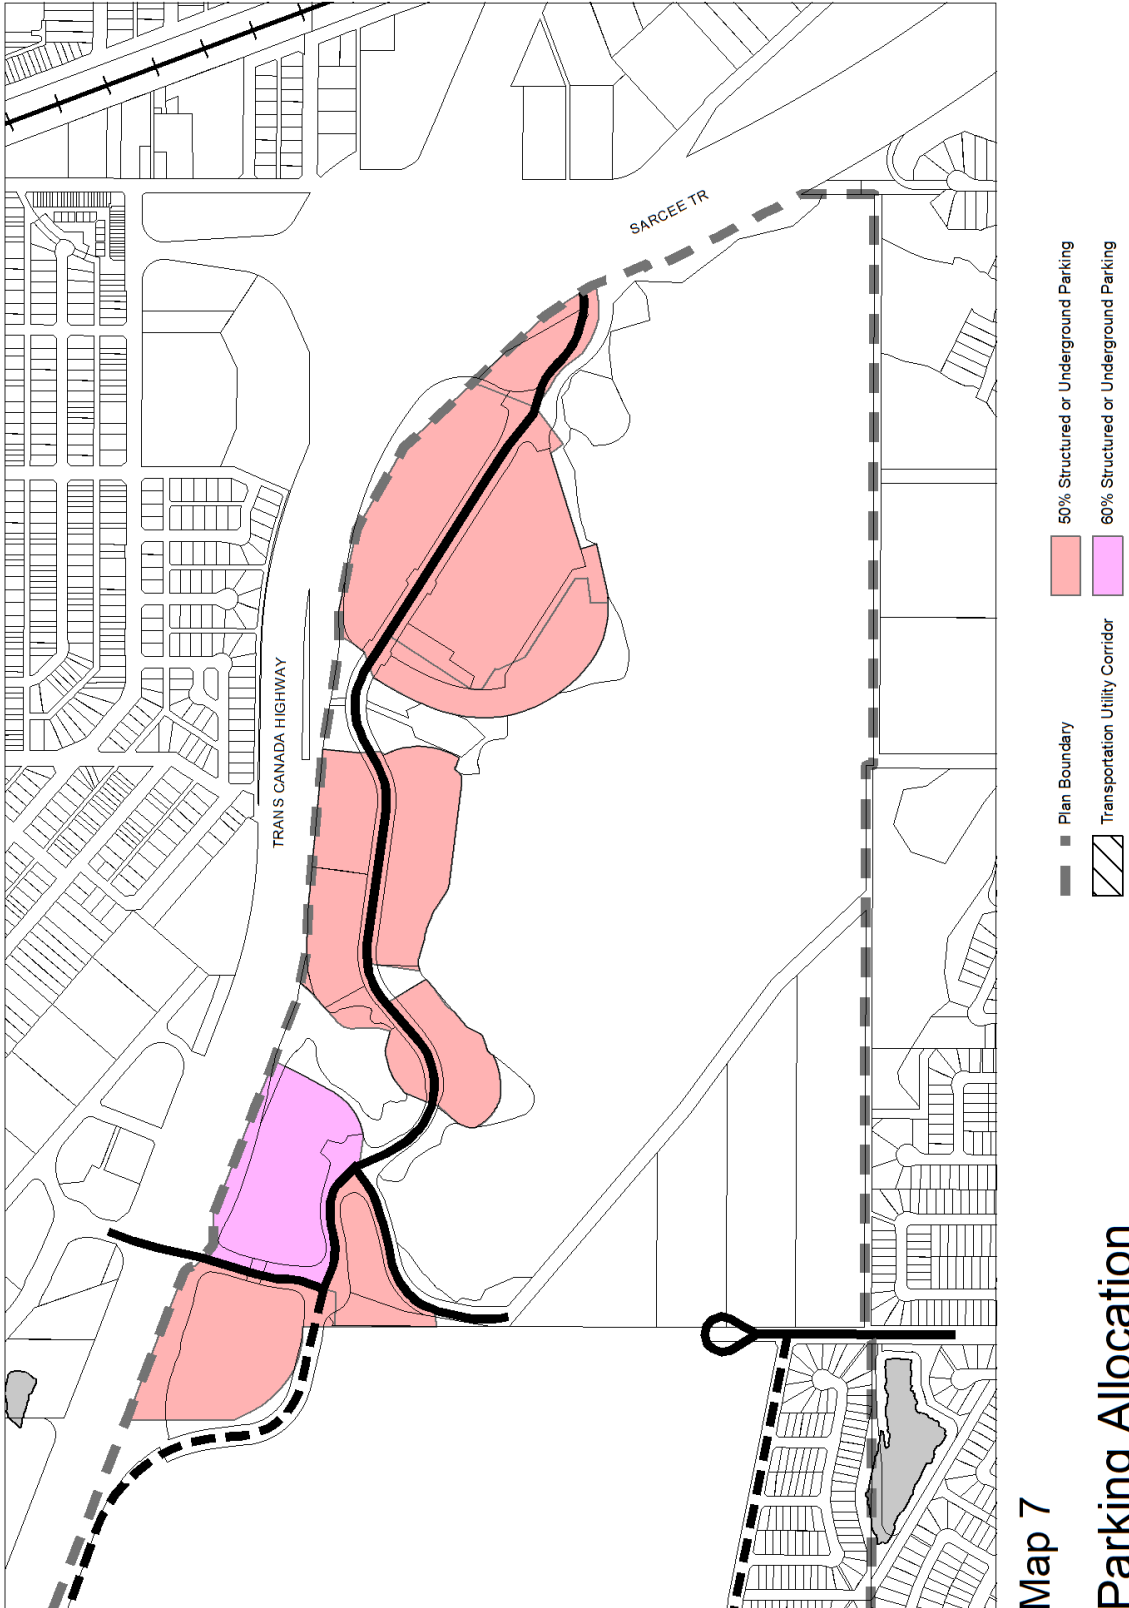 SARCEE TR
TRANS CANADA HIGHWAY
Plan Boundary
Transportation Utility Corridor
50% Structured or Underground Parking
60% Structured or Underground Parking
Map 7
Parking Allocation